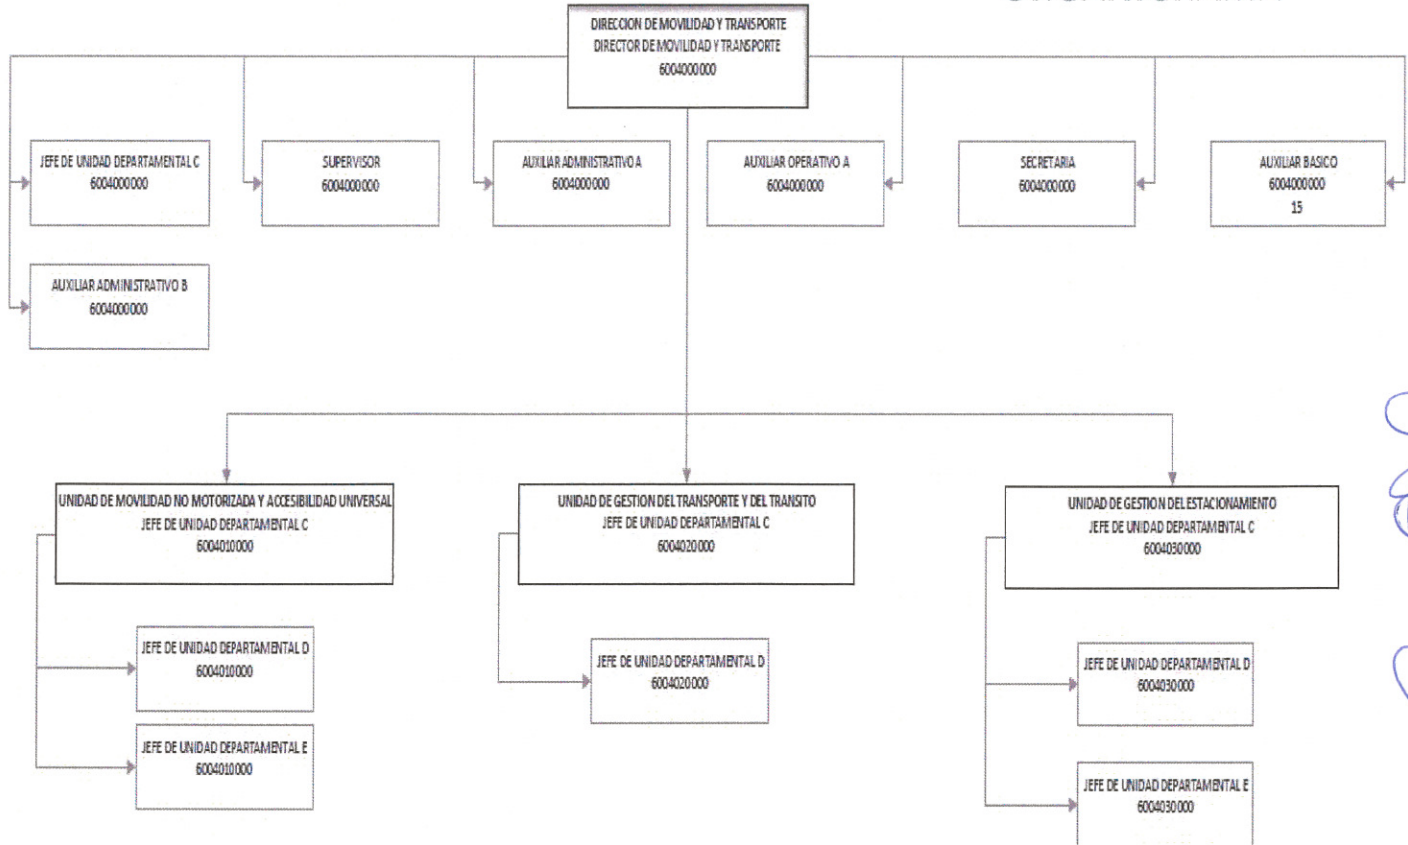 DIRECCION DE MOVILIDAD Y TRANSPORTE
DIRECTOR DE MOVILIDAD Y TRANSPORTE
6004000000
JEFE DE UNIDAD DEPARTAMENTAL C
6004000000
SUPERVISOR
6004000000
AUXILIAR ADMINISTRATIVO A
6004000000
AUXILIAR OPERATIVO A
6004000000
SECRETARIA
6004000000
AUXILIAR BASICO
6004000000
15
AUXILIAR ADMINISTRATIVO B
6004000000
UNIDAD DE MOVILIDAD NO MOTORIZADA Y ACCESIBILIDAD UNIVERSAL
JEFE DE UNIDAD DEPARTAMENTAL C
6004010000
UNIDAD DE GESTION DEL TRANSPORTE Y DEL TRANSITO
JEFE DE UNIDAD DEPARTAMENTAL C
6004020000
UNIDAD DE GESTION DEL ESTACIONAMIENTO
JEFE DE UNIDAD DEPARTAMENTAL C
6004030000
JEFE DE UNIDAD DEPARTAMENTAL D
6004010000
JEFE DE UNIDAD DEPARTAMENTAL D
6004020000
JEFE DE UNIDAD DEPARTAMENTAL D
6004030000
JEFE DE UNIDAD DEPARTAMENTAL E
6004010000
JEFE DE UNIDAD DEPARTAMENTAL E
6004030000